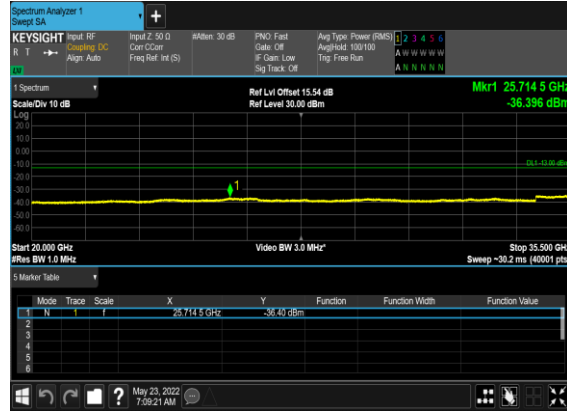 Spectrum Analyzer 1
Swept SA
+
KEYSIGHT Input: RF Input Z: 50 Ω #Atten: 30 dB PNO: Fast Avg Type: Power (RMS) 1 2 3 4 5 6
R T Coupling: DC Corr CCorr Gate: Off Avg|Hold: 100/100 A W W W W W
Align: Auto Freq Ref: Int (S) IF Gain: Low Trig: Free Run
LW Sig Track: Off A N N N N N
1 Spectrum Ref Lvl Offset 15.54 dB Mkr1 25.714 5 GHz
Scale/Div 10 dB Ref Level 30.00 dBm -36.396 dBm
Log
20.0
10.0
0.00
-10.0 DL1 -13.00 dBm
-20.0
-30.0 1
-40.0
-50.0
-60.0
Start 20.000 GHz Video BW 3.0 MHz* Stop 35.500 GHz
#Res BW 1.0 MHz Sweep ~30.2 ms (40001 pts)
5 Marker Table
Mode Trace Scale X Y Function Function Width Function Value
1 N 1 f 25.714 5 GHz -36.40 dBm
2
3
4
5
6
? May 23, 2022
7:09:21 AM